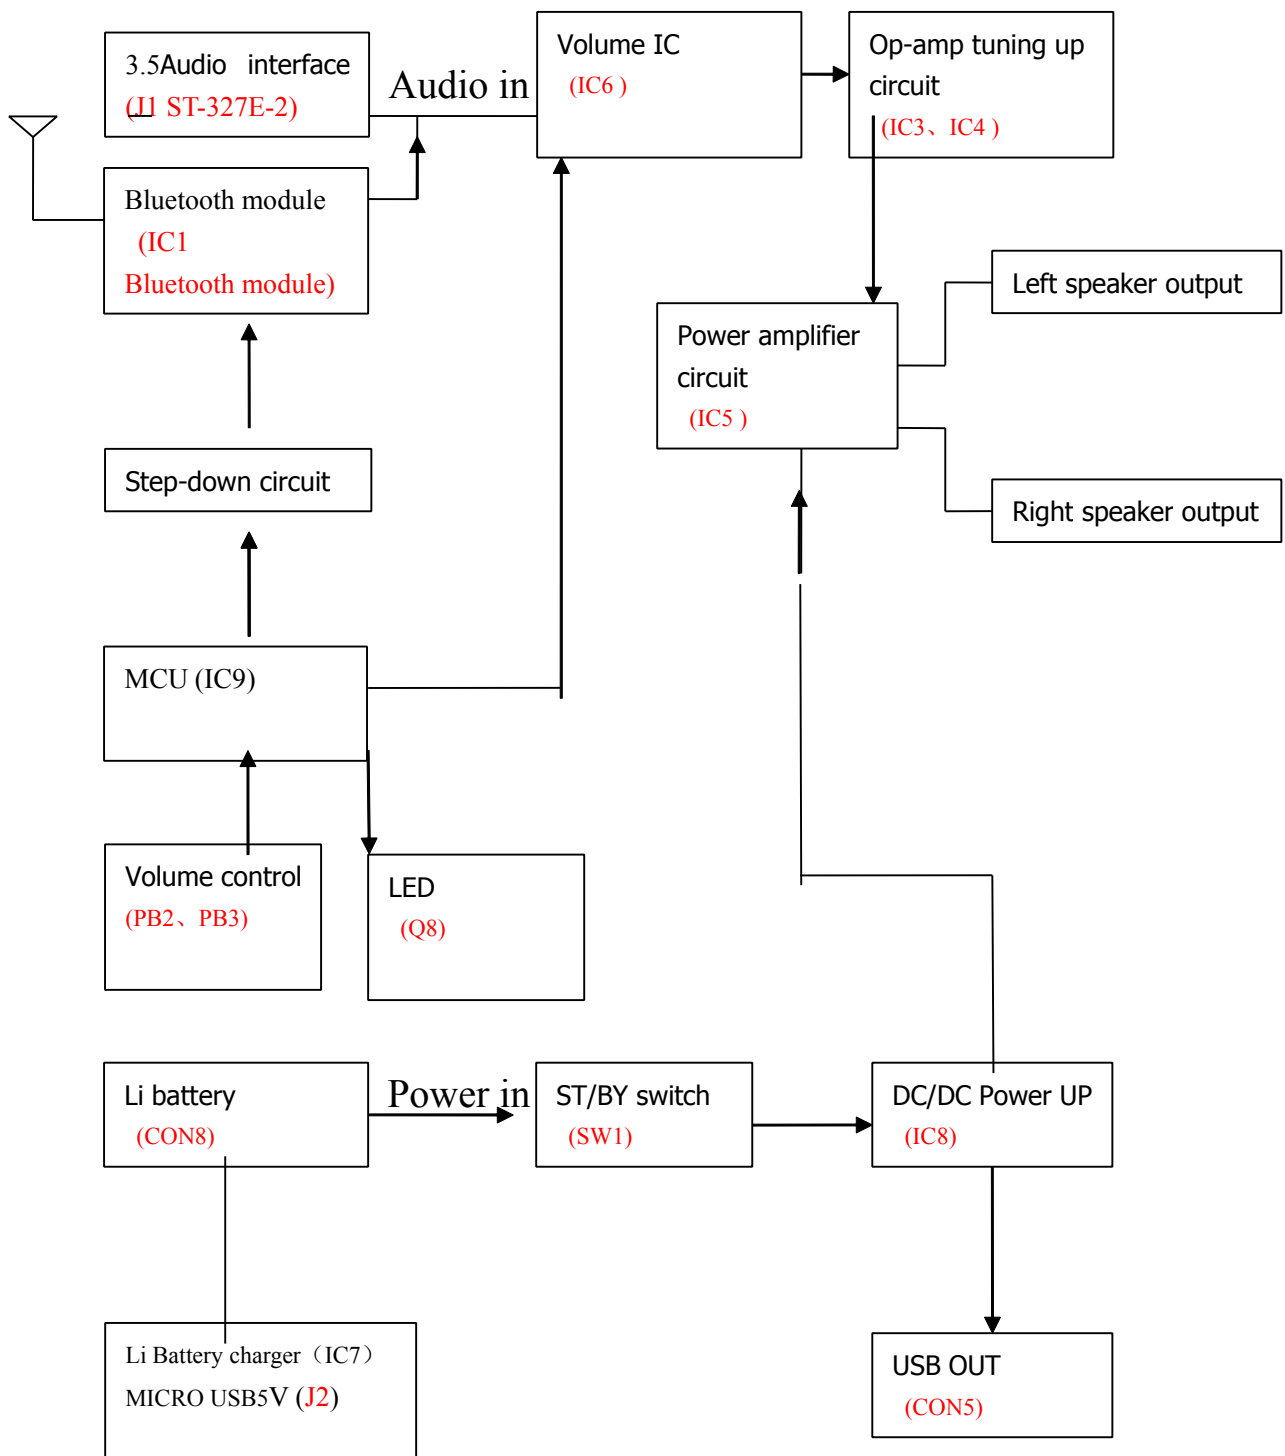 3.5Audio interface
(J1 ST-327E-2)
Audio in
Volume IC
(IC6 )
Op-amp tuning up
circuit
(IC3、IC4 )
Bluetooth module
(IC1
Bluetooth module)
Left speaker output
Power amplifier
circuit
(IC5 )
Step-down circuit
Right speaker output
MCU (IC9)
Volume control
(PB2、PB3)
LED
(Q8)
Li battery
(CON8)
Power in
ST/BY switch
(SW1)
DC/DC Power UP
(IC8)
Li Battery charger（IC7）
MICRO USB5V (J2)
USB OUT
(CON5)